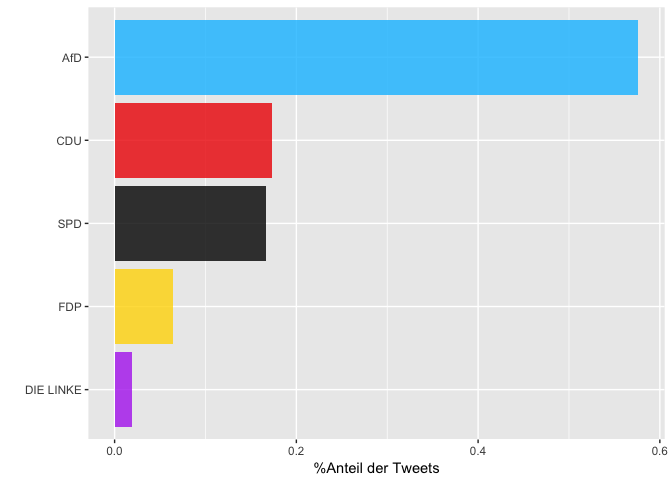 AfD
CDU
SPD
FDP
DIE LINKE
0.0 0.2 0.4 0.6
%Anteil der Tweets